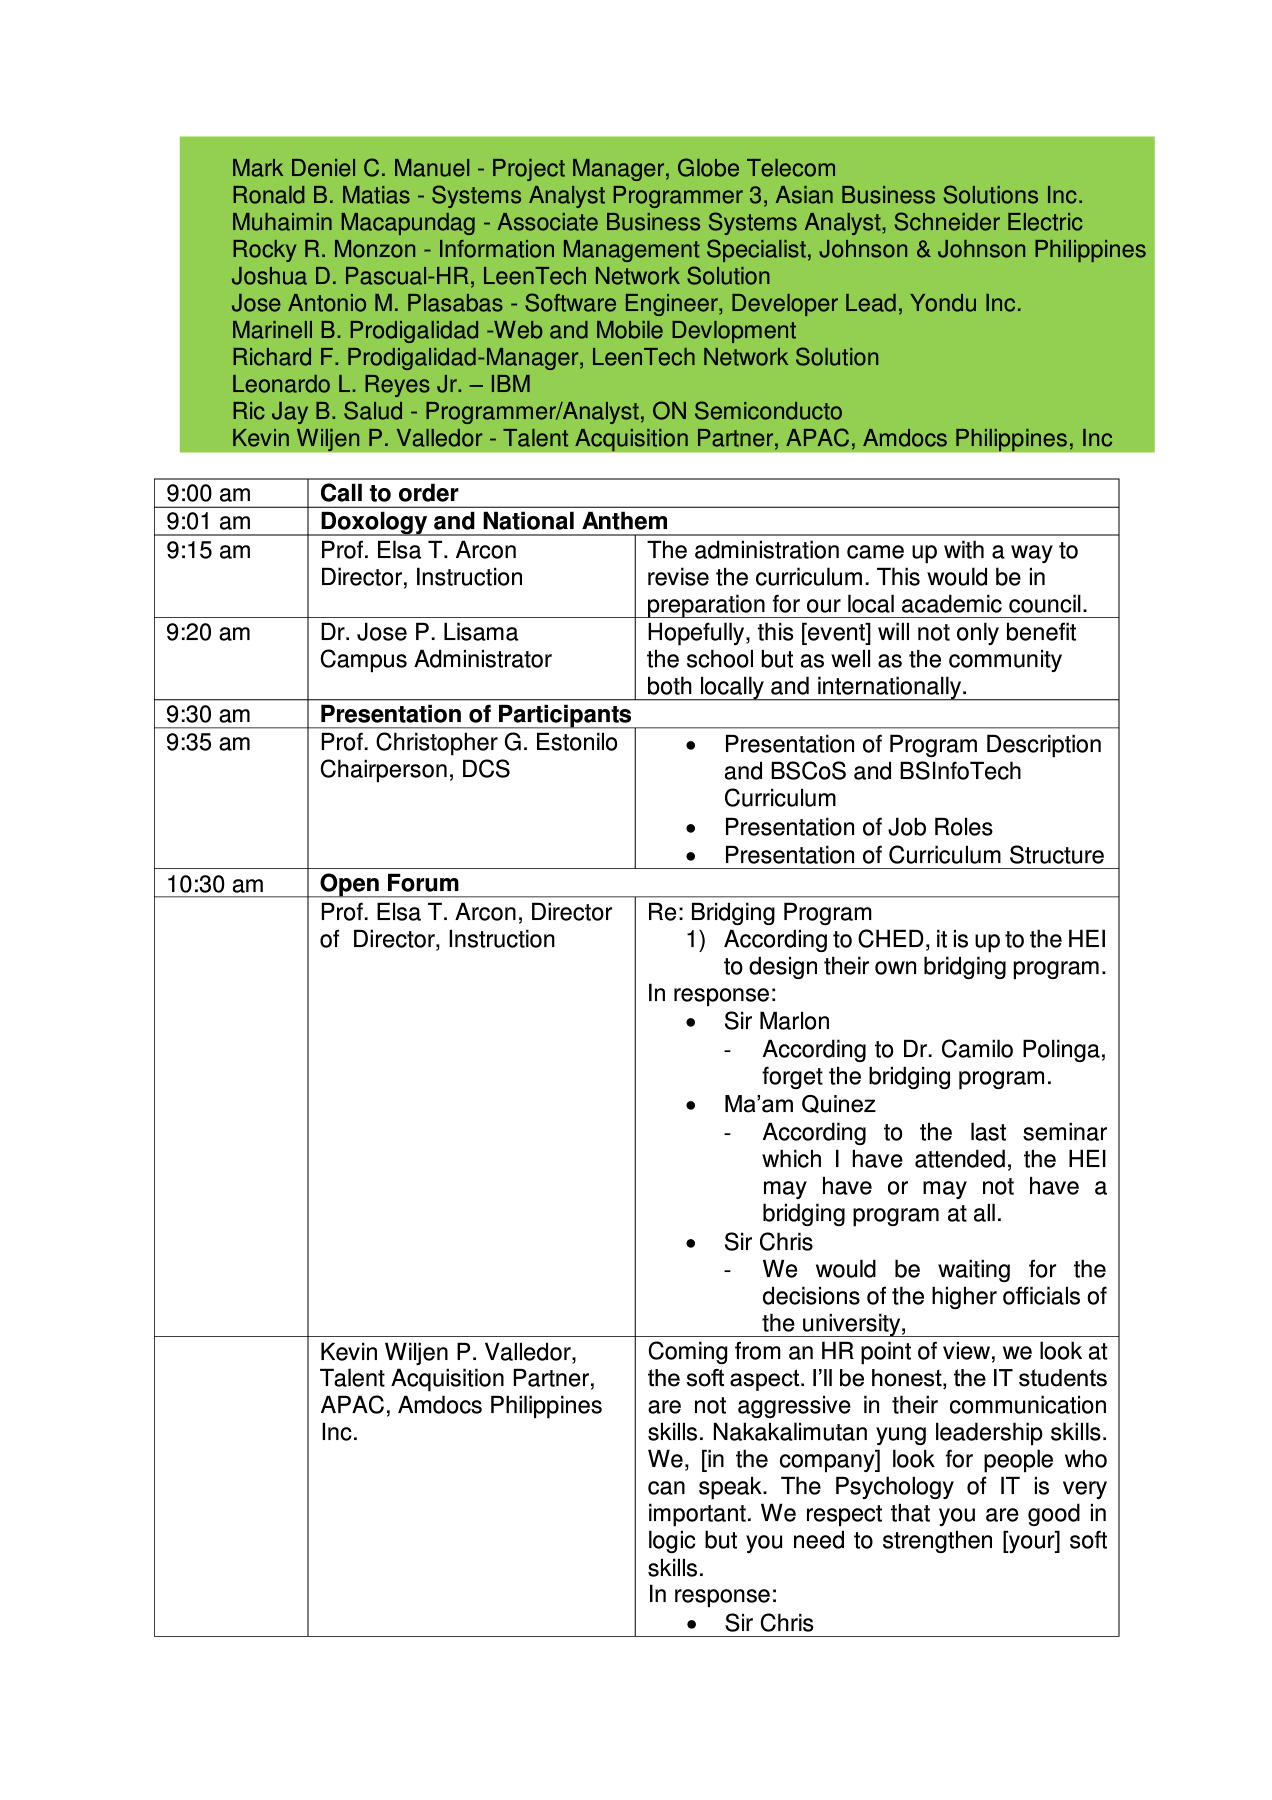 Mark Deniel C. Manuel - Project Manager, Globe Telecom
Ronald B. Matias - Systems Analyst Programmer 3, Asian Business Solutions Inc.
Muhaimin Macapundag - Associate Business Systems Analyst, Schneider Electric
Rocky R. Monzon - Information Management Specialist, Johnson & Johnson Philippines
Joshua D. Pascual-HR, LeenTech Network Solution
Jose Antonio M. Plasabas - Software Engineer, Developer Lead, Yondu Inc.
Marinell B. Prodigalidad -Web and Mobile Devlopment
Richard F. Prodigalidad-Manager, LeenTech Network Solution
Leonardo L. Reyes Jr. – IBM
Ric Jay B. Salud - Programmer/Analyst, ON Semiconducto
Kevin Wiljen P. Valledor - Talent Acquisition Partner, APAC, Amdocs Philippines, Inc
9:00 am Call to order
9:01 am Doxology and National Anthem
9:15 am Prof. Elsa T. Arcon
Director, Instruction
The administration came up with a way to
revise the curriculum. This would be in
preparation for our local academic council.
9:20 am Dr. Jose P. Lisama
Campus Administrator
Hopefully, this [event] will not only benefit
the school but as well as the community
both locally and internationally.
9:30 am Presentation of Participants
9:35 am Prof. Christopher G. Estonilo
Chairperson, DCS
• Presentation of Program Description
and BSCoS and BSInfoTech
Curriculum
• Presentation of Job Roles
• Presentation of Curriculum Structure
10:30 am Open Forum
Prof. Elsa T. Arcon, Director
of Director, Instruction
Re: Bridging Program
1) According to CHED, it is up to the HEI
to design their own bridging program.
In response:
• Sir Marlon
- According to Dr. Camilo Polinga,
forget the bridging program.
• Ma’am Quinez
- According to the last seminar
which I have attended, the HEI
may have or may not have a
bridging program at all.
• Sir Chris
- We would be waiting for the
decisions of the higher officials of
the university,
Kevin Wiljen P. Valledor,
Talent Acquisition Partner,
APAC, Amdocs Philippines
Inc.
Coming from an HR point of view, we look at
the soft aspect. I’ll be honest, the IT students
are not aggressive in their communication
skills. Nakakalimutan yung leadership skills.
We, [in the company] look for people who
can speak. The Psychology of IT is very
important. We respect that you are good in
logic but you need to strengthen [your] soft
skills.
In response:
• Sir Chris